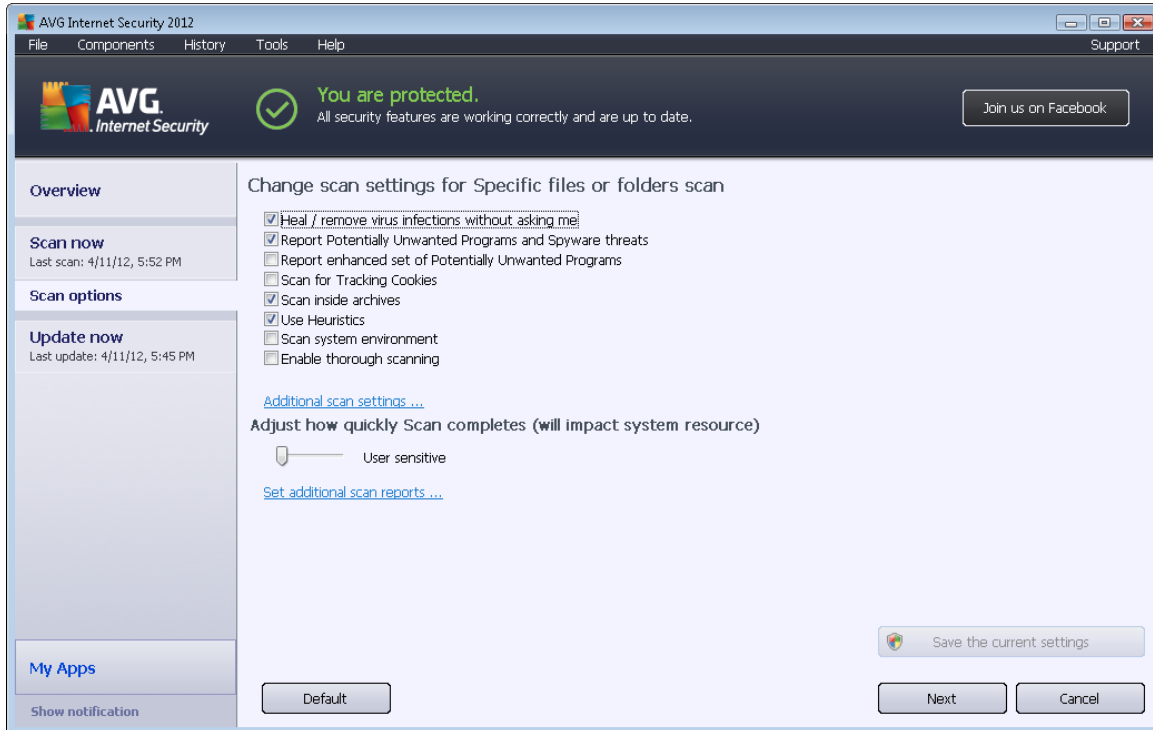 AVG Internet Security 2012
File Components History Tools Help Support
AVG.
Internet Security
You are protected.
All security features are working correctly and are up to date.
Join us on Facebook
Overview
Scan now
Last scan: 4/11/12, 5:52 PM
Scan options
Update now
Last update: 4/11/12, 5:45 PM
My Apps
Show notification
Change scan settings for Specific files or folders scan
Heal / remove virus infections without asking me
Report Potentially Unwanted Programs and Spyware threats
Report enhanced set of Potentially Unwanted Programs
Scan for Tracking Cookies
Scan inside archives
Use Heuristics
Scan system environment
Enable thorough scanning
Additional scan settings ...
Adjust how quickly Scan completes (will impact system resource)
User sensitive
Set additional scan reports ...
Save the current settings
Default Next Cancel